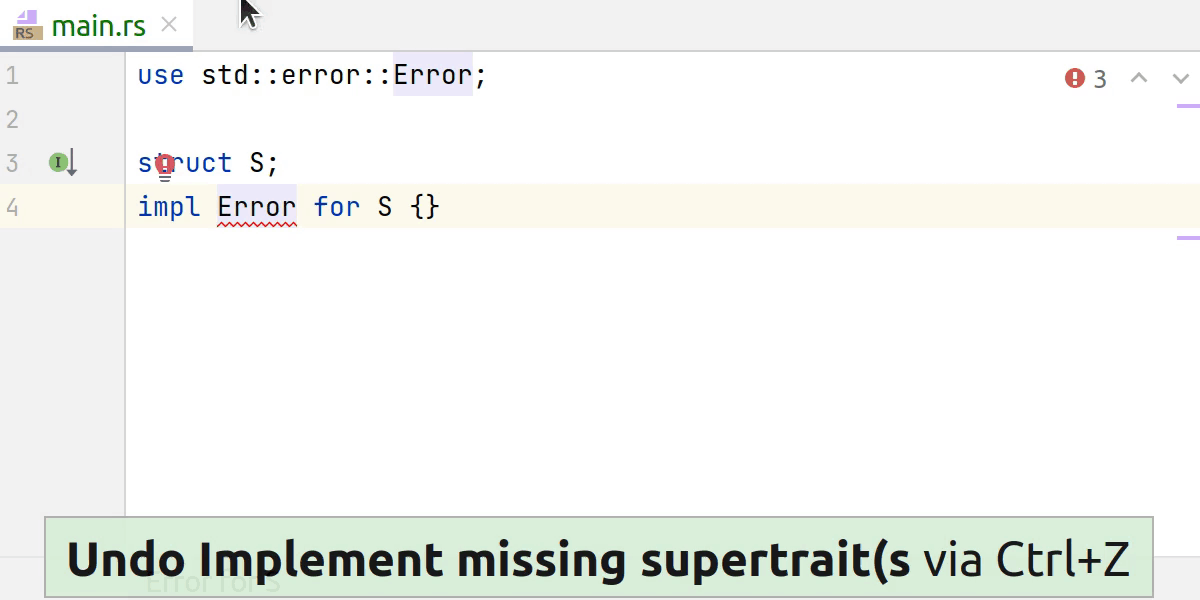 RS main.rs
3
1 use std::error::Error;
2
3 I struct S;
4 impl Error for S {}
Undo Implement missing supertrait(s via Ctrl+Z
Error for S